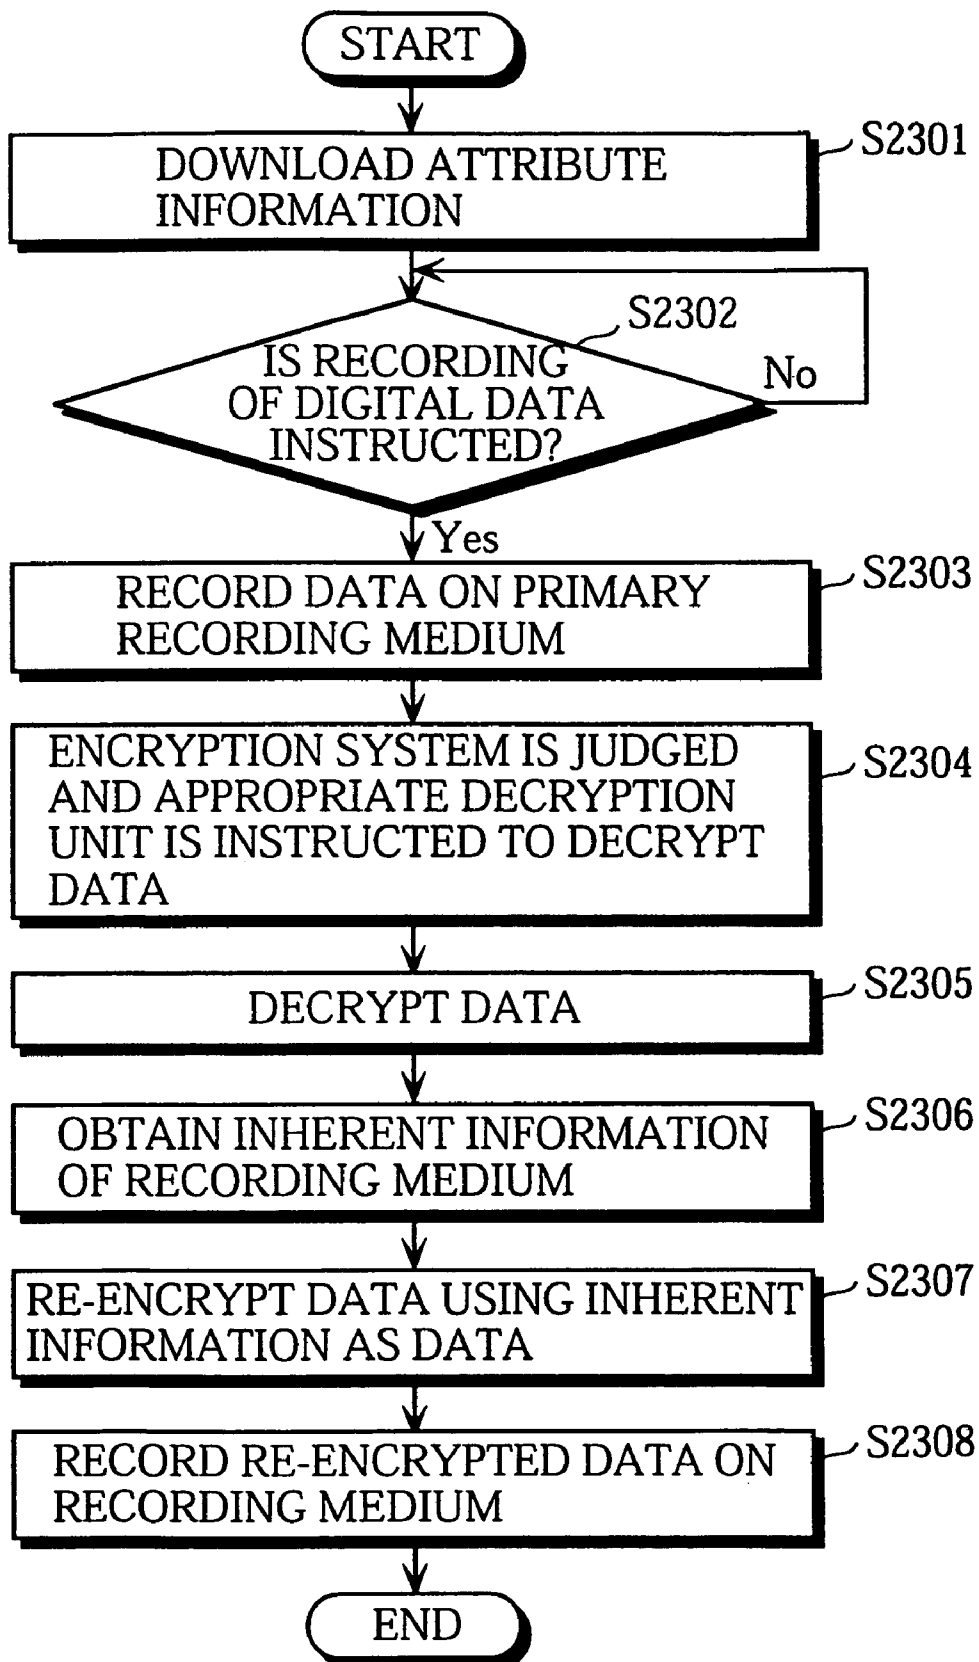 START
S2301
DOWNLOAD ATTRIBUTE
INFORMATION
S2302
IS RECORDING
OF DIGITAL DATA
INSTRUCTED?
No
Yes
S2303
RECORD DATA ON PRIMARY
RECORDING MEDIUM
S2304
ENCRYPTION SYSTEM IS JUDGED
AND APPROPRIATE DECRYPTION
UNIT IS INSTRUCTED TO DECRYPT
DATA
S2305
DECRYPT DATA
S2306
OBTAIN INHERENT INFORMATION
OF RECORDING MEDIUM
S2307
RE-ENCRYPT DATA USING INHERENT
INFORMATION AS DATA
S2308
RECORD RE-ENCRYPTED DATA ON
RECORDING MEDIUM
END